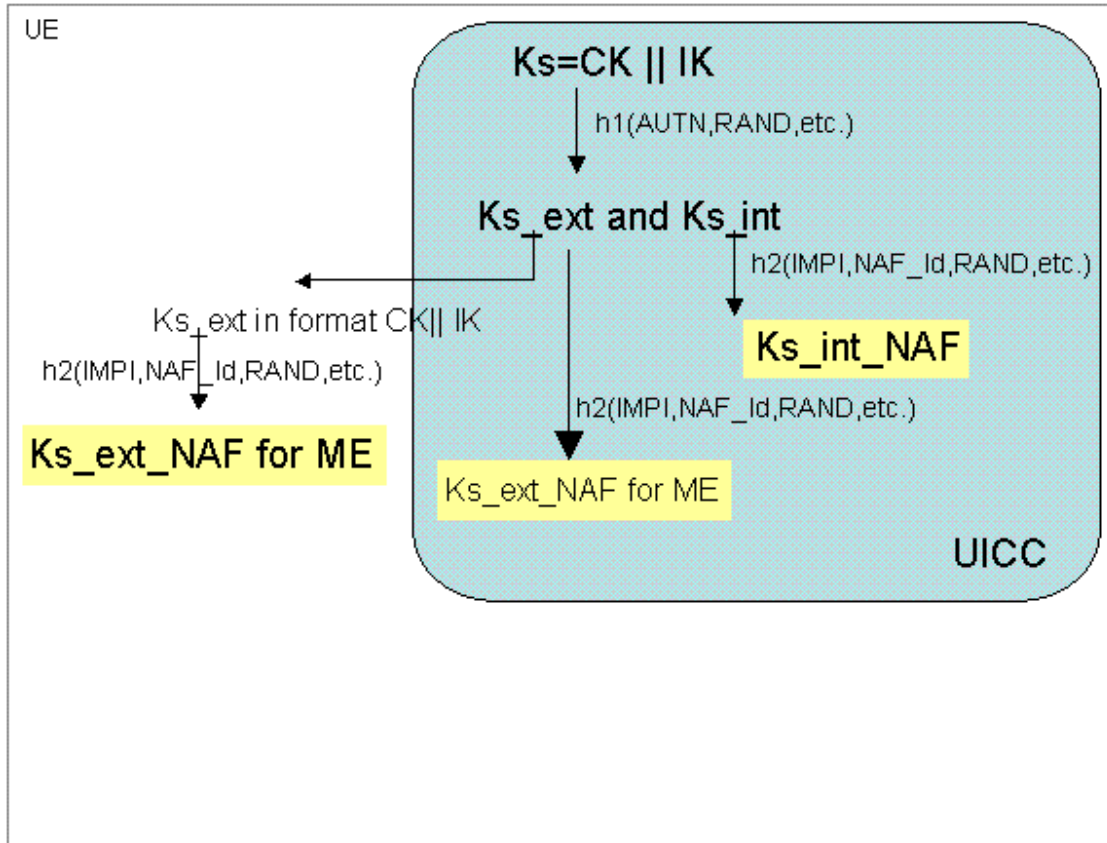 UE
Ks=CK || IK
h1(AUTN,RAND,etc.)
Ks_ext and Ks_int
h2(IMPI,NAF_Id,RAND,etc.)
Ks_ext in format CK|| IK
Ks_int_NAF
h2(IMPI,NAF_Id,RAND,etc.)
h2(IMPI,NAF_Id,RAND,etc.)
Ks_ext_NAF for ME
Ks_ext_NAF for ME
UICC